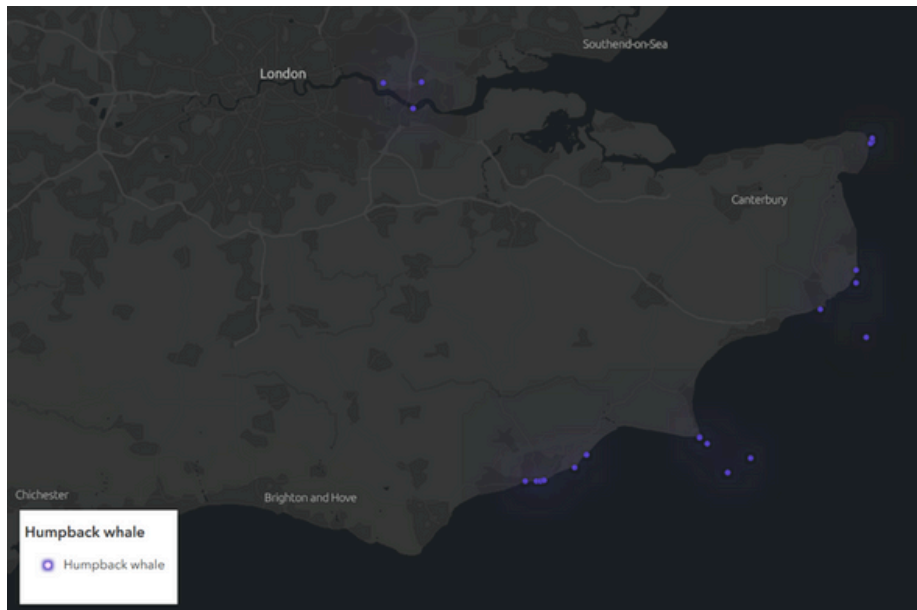 Southend-on-Sea
London
Canterbury
Chichester
Brighton and Hove
Humpback whale
Humpback whale